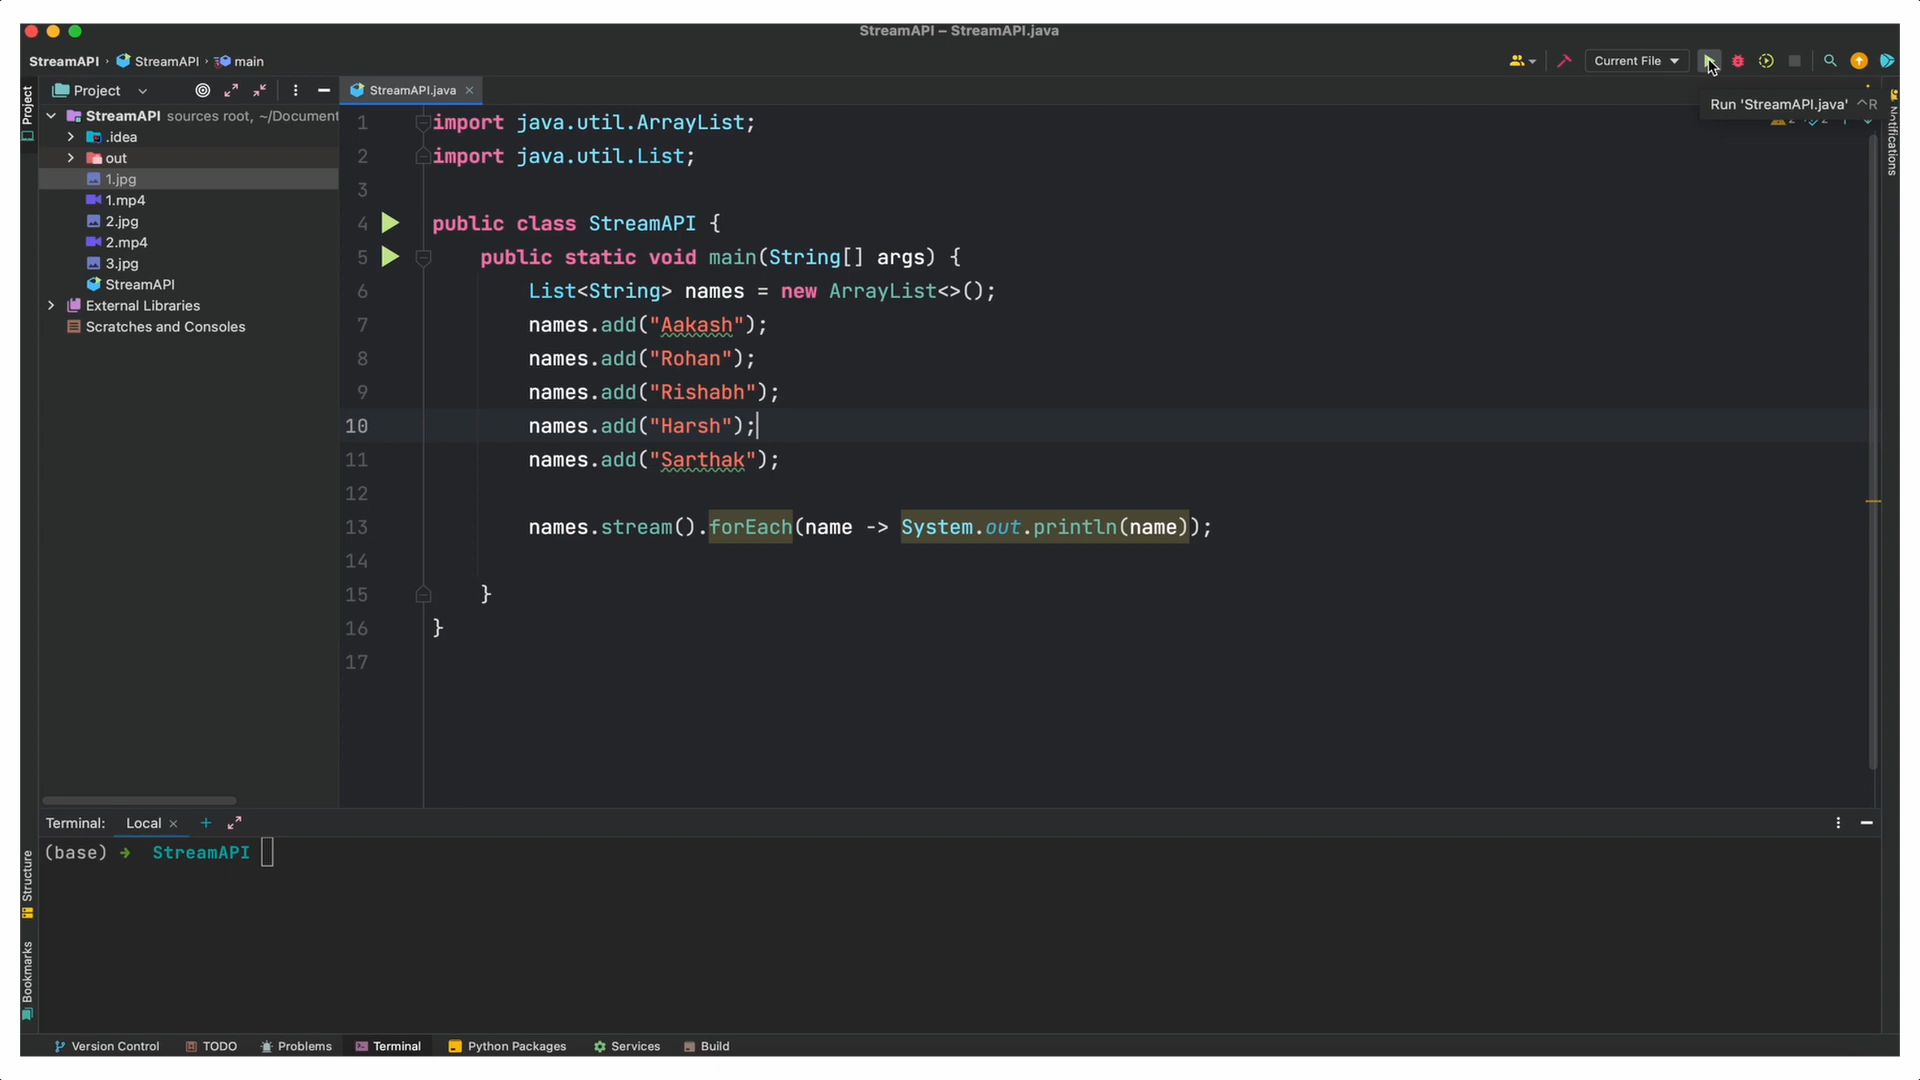 StreamAPI – StreamAPI.java
StreamAPI › StreamAPI › main
Current File
Run 'StreamAPI.java' ^R
Project
Project
StreamAPI.java ×
Notifications
StreamAPI sources root, ~/Document
.idea
out
1.jpg
1.mp4
2.jpg
2.mp4
3.jpg
StreamAPI
External Libraries
Scratches and Consoles
1 import java.util.ArrayList;
2 import java.util.List;
3
4 public class StreamAPI {
5 public static void main(String[] args) {
6 List<String> names = new ArrayList<>();
7 names.add("Aakash");
8 names.add("Rohan");
9 names.add("Rishabh");
10 names.add("Harsh");
11 names.add("Sarthak");
12
13 names.stream().forEach(name -> System.out.println(name));
14
15 }
16 }
17
Terminal: Local × +
(base) → StreamAPI
Structure
Bookmarks
Version Control TODO Problems Terminal Python Packages Services Build